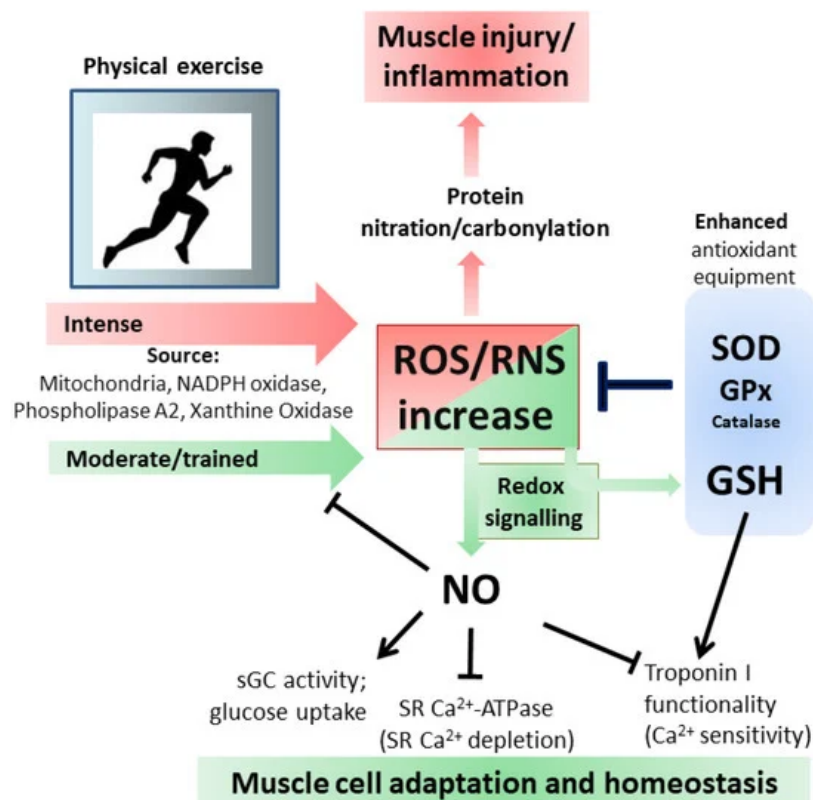 Muscle injury/
inflammation
Physical exercise
Protein
nitration/carbonylation
Enhanced
antioxidant
equipment
Intense
Source:
Mitochondria, NADPH oxidase,
Phospholipase A2, Xanthine Oxidase
Moderate/trained
ROS/RNS
increase
SOD
GPx
Catalase
GSH
Redox
signalling
NO
sGC activity;
glucose uptake
SR Ca²⁺-ATPase
(SR Ca²⁺ depletion)
Troponin I
functionality
(Ca²⁺ sensitivity)
Muscle cell adaptation and homeostasis